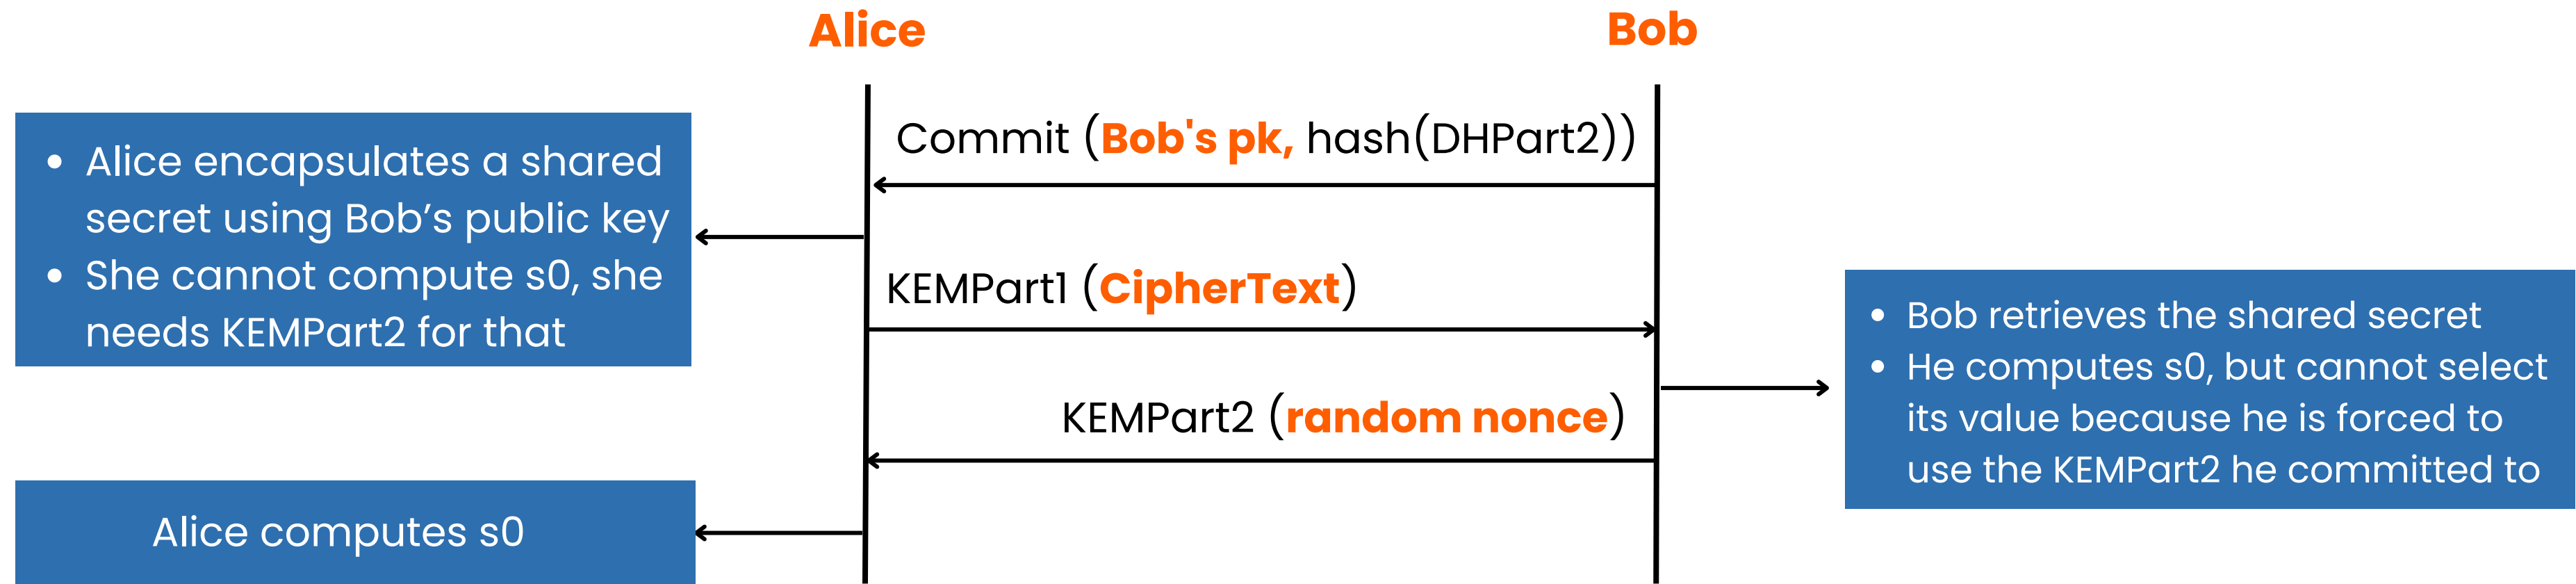 Alice
Bob
Commit (Bob's pk, hash(DHPart2))
• Alice encapsulates a shared
secret using Bob’s public key
• She cannot compute s0, she
needs KEMPart2 for that
KEMPart1 (CipherText)
• Bob retrieves the shared secret
• He computes s0, but cannot select
its value because he is forced to
use the KEMPart2 he committed to
KEMPart2 (random nonce)
Alice computes s0